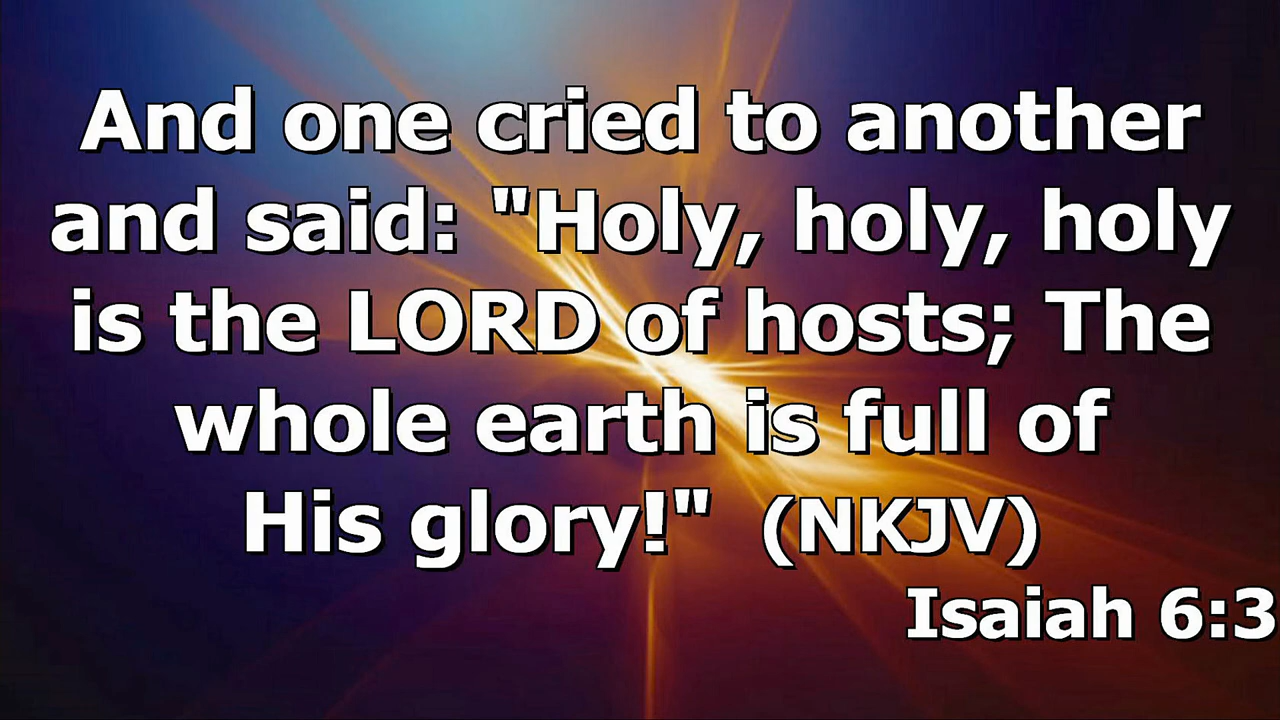 And one cried to another
and said: "Holy, holy, holy
is the LORD of hosts; The
whole earth is full of
His glory!" (NKJV)
Isaiah 6:3